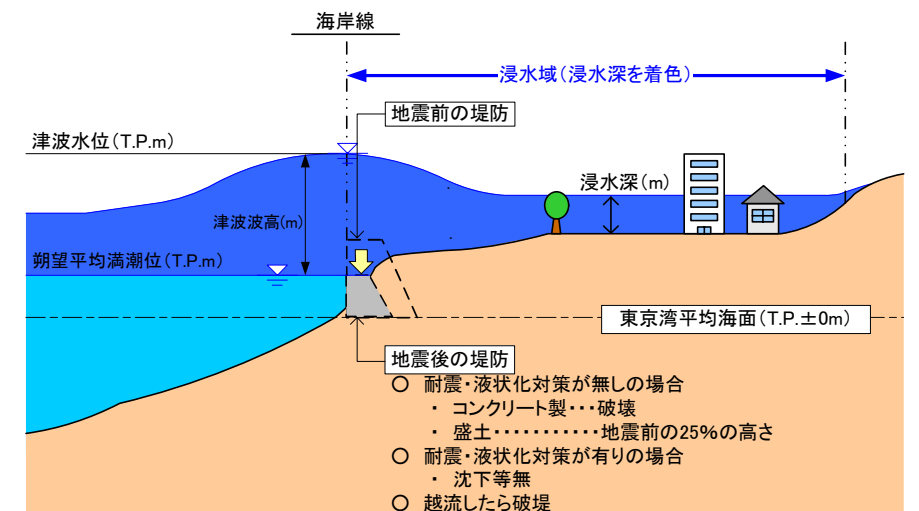 海岸線
浸水域(浸水深を着色)
地震前の堤防
津波水位(T.P.m)
浸水深(m)
津波波高(m)
朔望平均満潮位(T.P.m)
東京湾平均海面(T.P.±0m)
地震後の堤防
○ 耐震・液状化対策が無しの場合
・ コンクリート製・・・破壊
・ 盛土・・・・・・・・・・・地震前の25%の高さ
○ 耐震・液状化対策が有りの場合
・ 沈下等無
○ 越流したら破堤